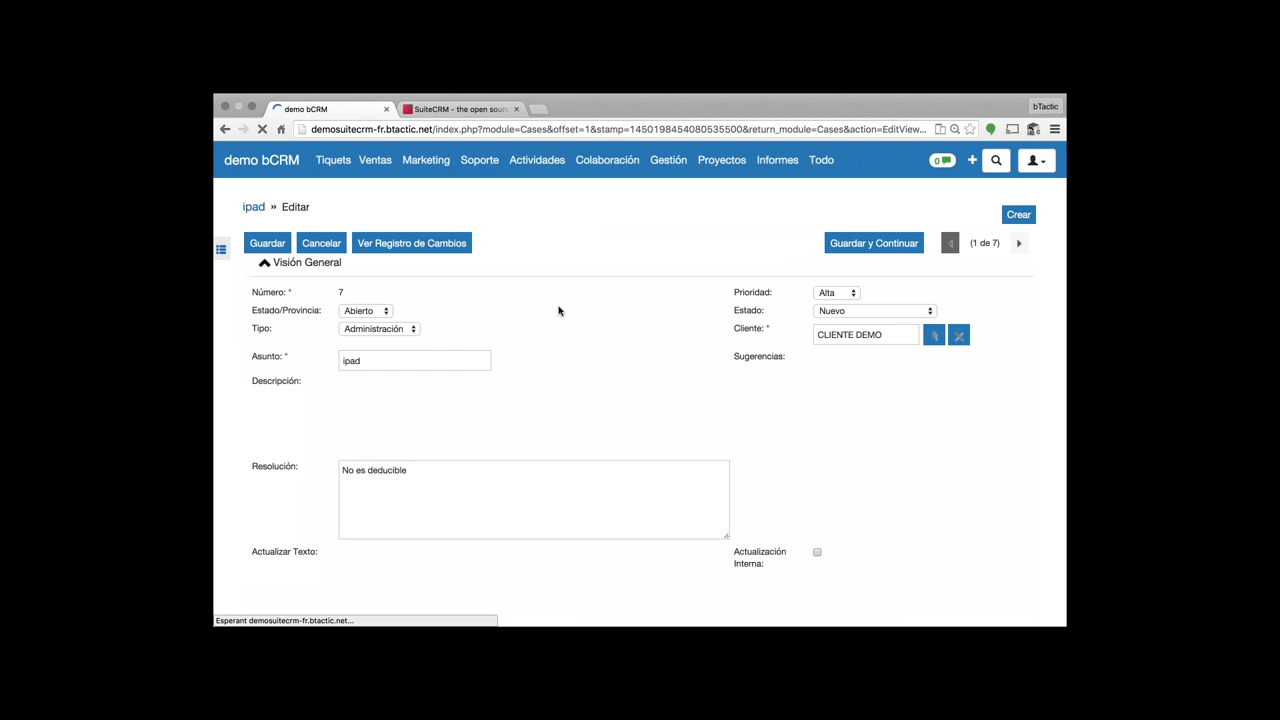 demo bCRM
SuiteCRM - the open sour
bTactic
demosuitecrm-fr.btactic.net/index.php?module=Cases&offset=1&stamp=1450198454080535500&return_module=Cases&action=EditView...
demo bCRM Tiquets Ventas Marketing Soporte Actividades Colaboración Gestión Proyectos Informes Todo 0
ipad » Editar
Crear
Guardar Cancelar Ver Registro de Cambios Guardar y Continuar (1 de 7)
Visión General
Número: * 7 Prioridad: Alta
Estado/Provincia: Abierto Estado: Nuevo
Tipo: Administración Cliente: * CLIENTE DEMO
Asunto: * ipad Sugerencias:
Descripción:
Resolución: No es deducible
Actualizar Texto: Actualización
Interna:
Esperant demosuitecrm-fr.btactic.net...